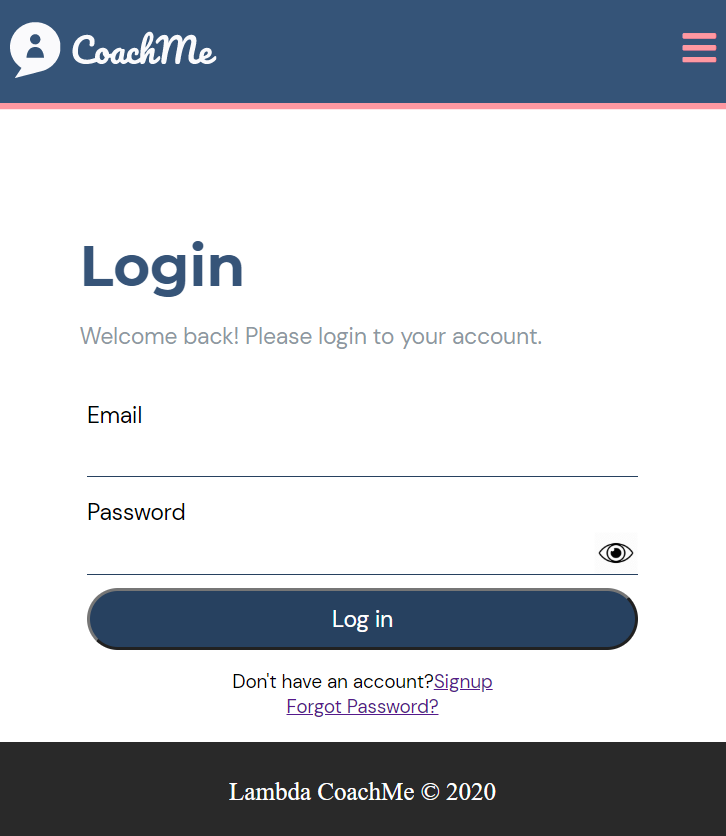 CoachMe
Login
Welcome back! Please login to your account.
Email
Password
Log in
Don't have an account?Signup
Forgot Password?
Lambda CoachMe © 2020